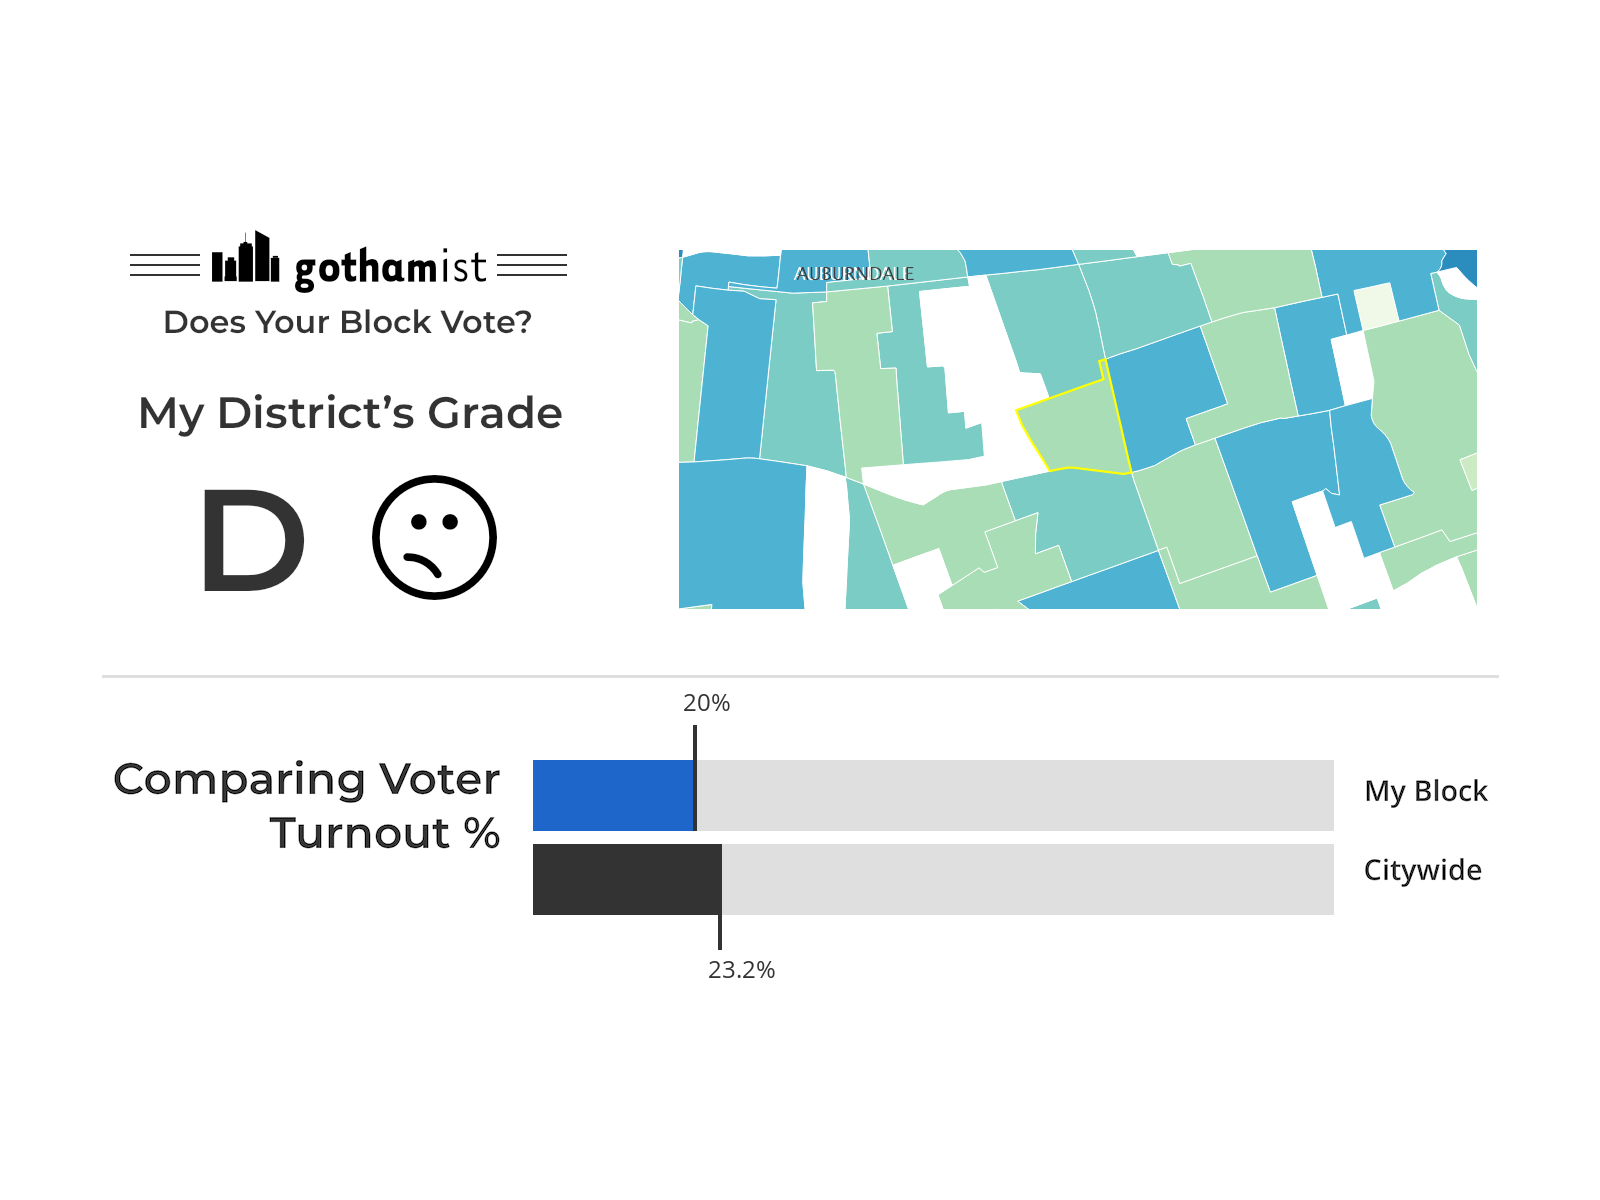 gothamist
Does Your Block Vote?
My District's Grade
D
AUBURNDALE
20%
Comparing Voter
Turnout %
My Block
Citywide
23.2%